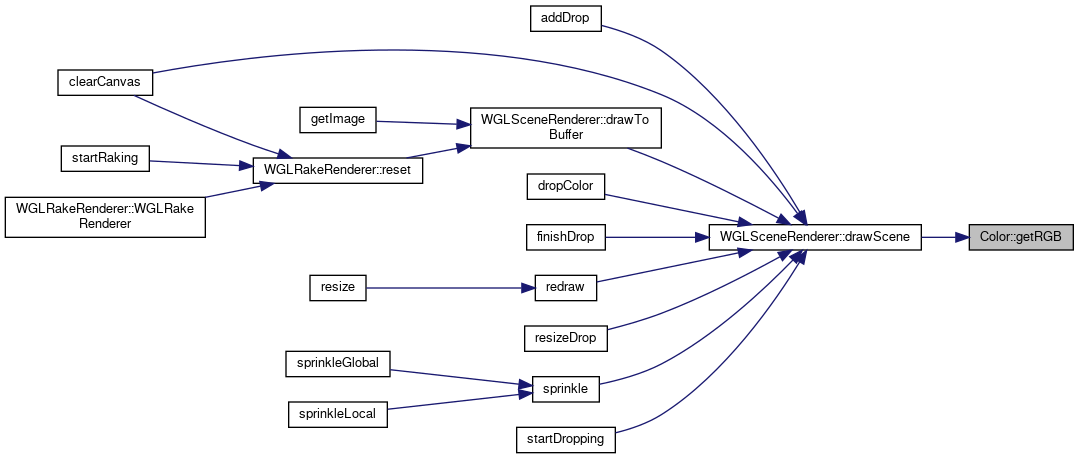 addDrop
clearCanvas
getImage
WGLSceneRenderer::drawTo
Buffer
startRaking
WGLRakeRenderer::reset
dropColor
WGLRakeRenderer::WGLRake
Renderer
finishDrop
WGLSceneRenderer::drawScene
Color::getRGB
resize
redraw
resizeDrop
sprinkleGlobal
sprinkle
sprinkleLocal
startDropping